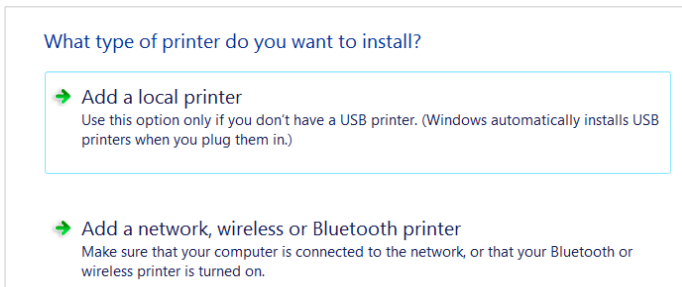 What type of printer do you want to install?
Add a local printer
Use this option only if you don't have a USB printer. (Windows automatically installs USB
printers when you plug them in.)
Add a network, wireless or Bluetooth printer
Make sure that your computer is connected to the network, or that your Bluetooth or
wireless printer is turned on.